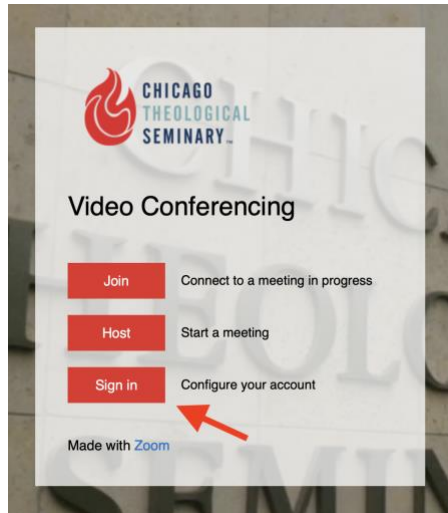 CHICAGO
THEOLOGICAL
SEMINARY™
Video Conferencing
Join Connect to a meeting in progress
Host Start a meeting
Sign in Configure your account
Made with Zoom